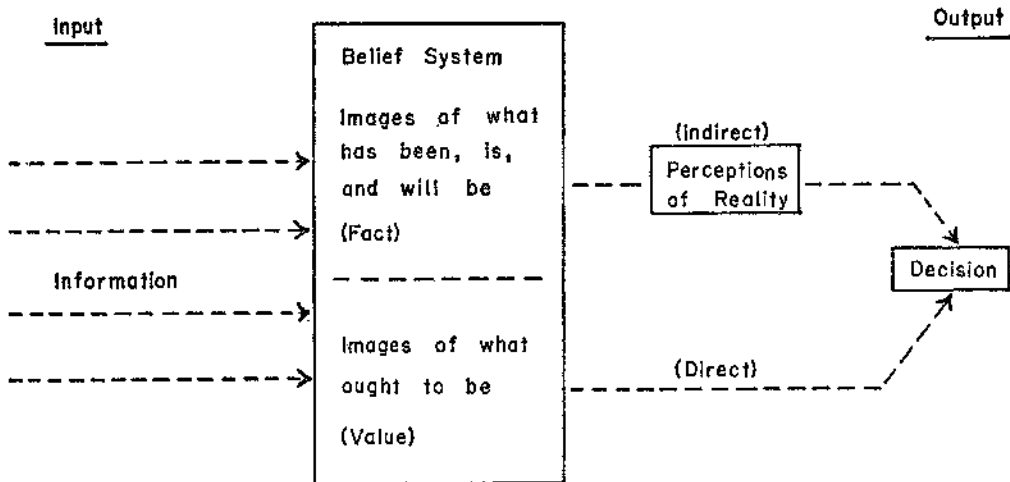 Input
Output
Belief System
Images of what
has been, is,
and will be
(Fact)
Information
Images of what
ought to be
(Value)
(Indirect)
Perceptions
of Reality
Decision
(Direct)